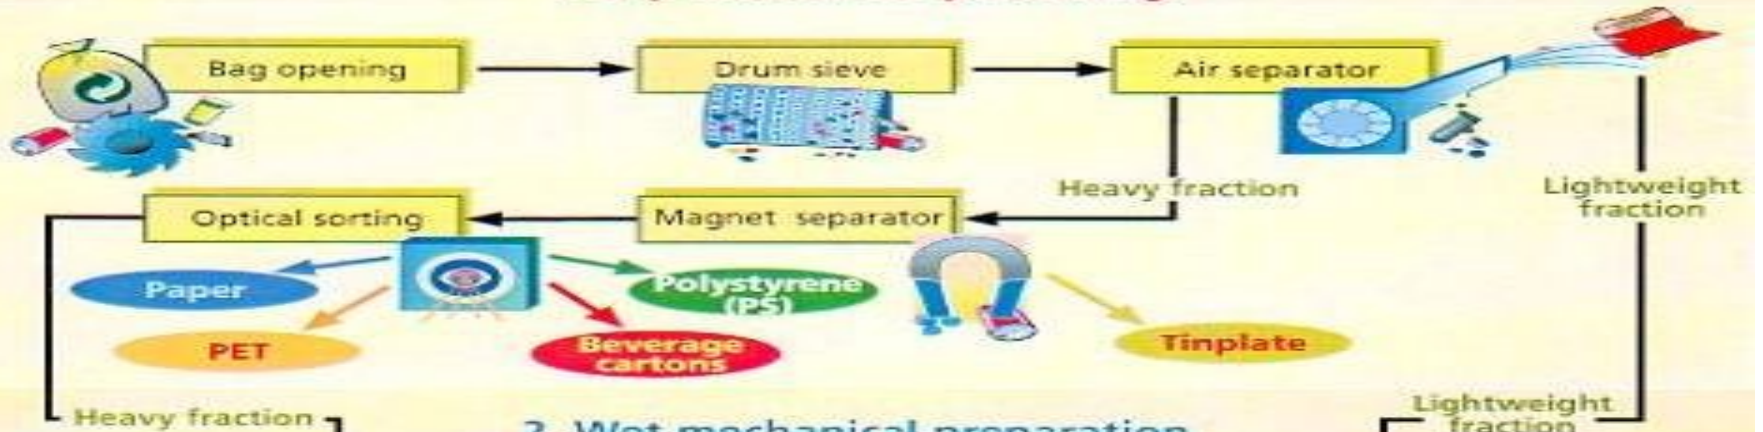 Bag opening
Drum sieve
Air separator
Heavy fraction
Lightweight
fraction
Optical sorting
Magnet separator
Paper
Polystyrene
(PS)
PET
Beverage
cartons
Tinplate
Heavy fraction
2. Wet mechanical preparation
Lightweight
fraction